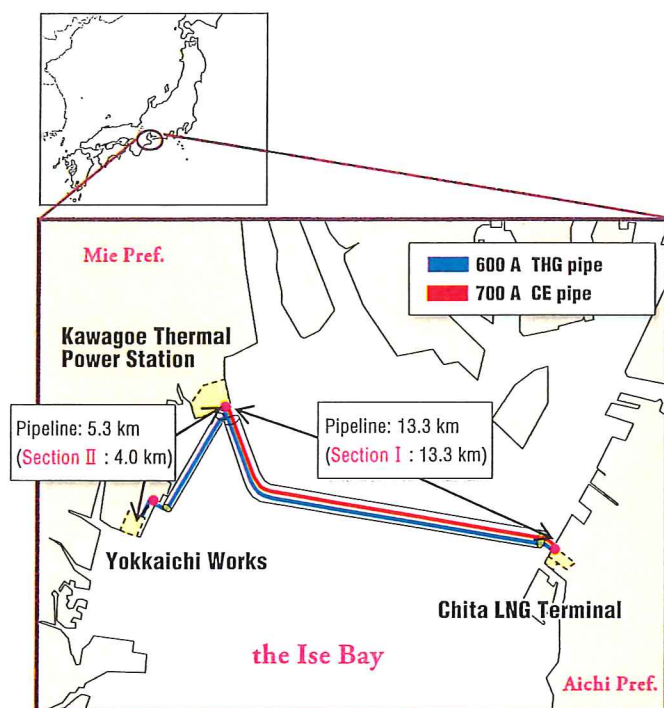 Mie Pref.
600 A THG pipe
700 A CE pipe
Kawagoe Thermal
Power Station
Pipeline: 5.3 km
(Section II : 4.0 km)
Pipeline: 13.3 km
(Section I : 13.3 km)
Yokkaichi Works
Chita LNG Terminal
the Ise Bay
Aichi Pref.